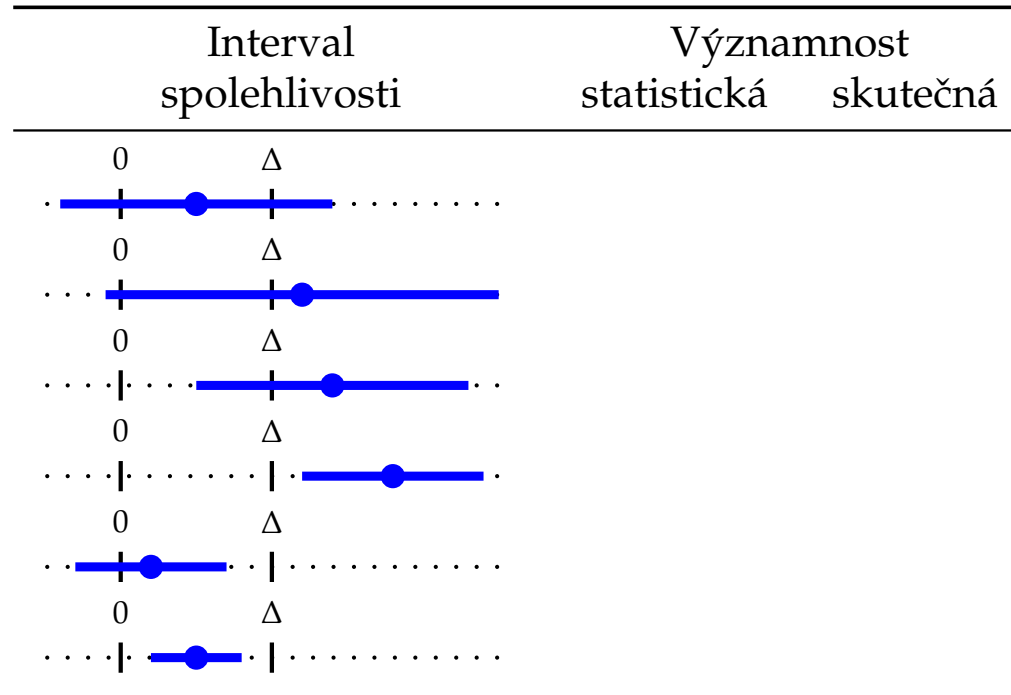 Interval Významnost
spolehlivosti statistická skutečná
0 Δ
0 Δ
0 Δ
0 Δ
0 Δ
0 Δ